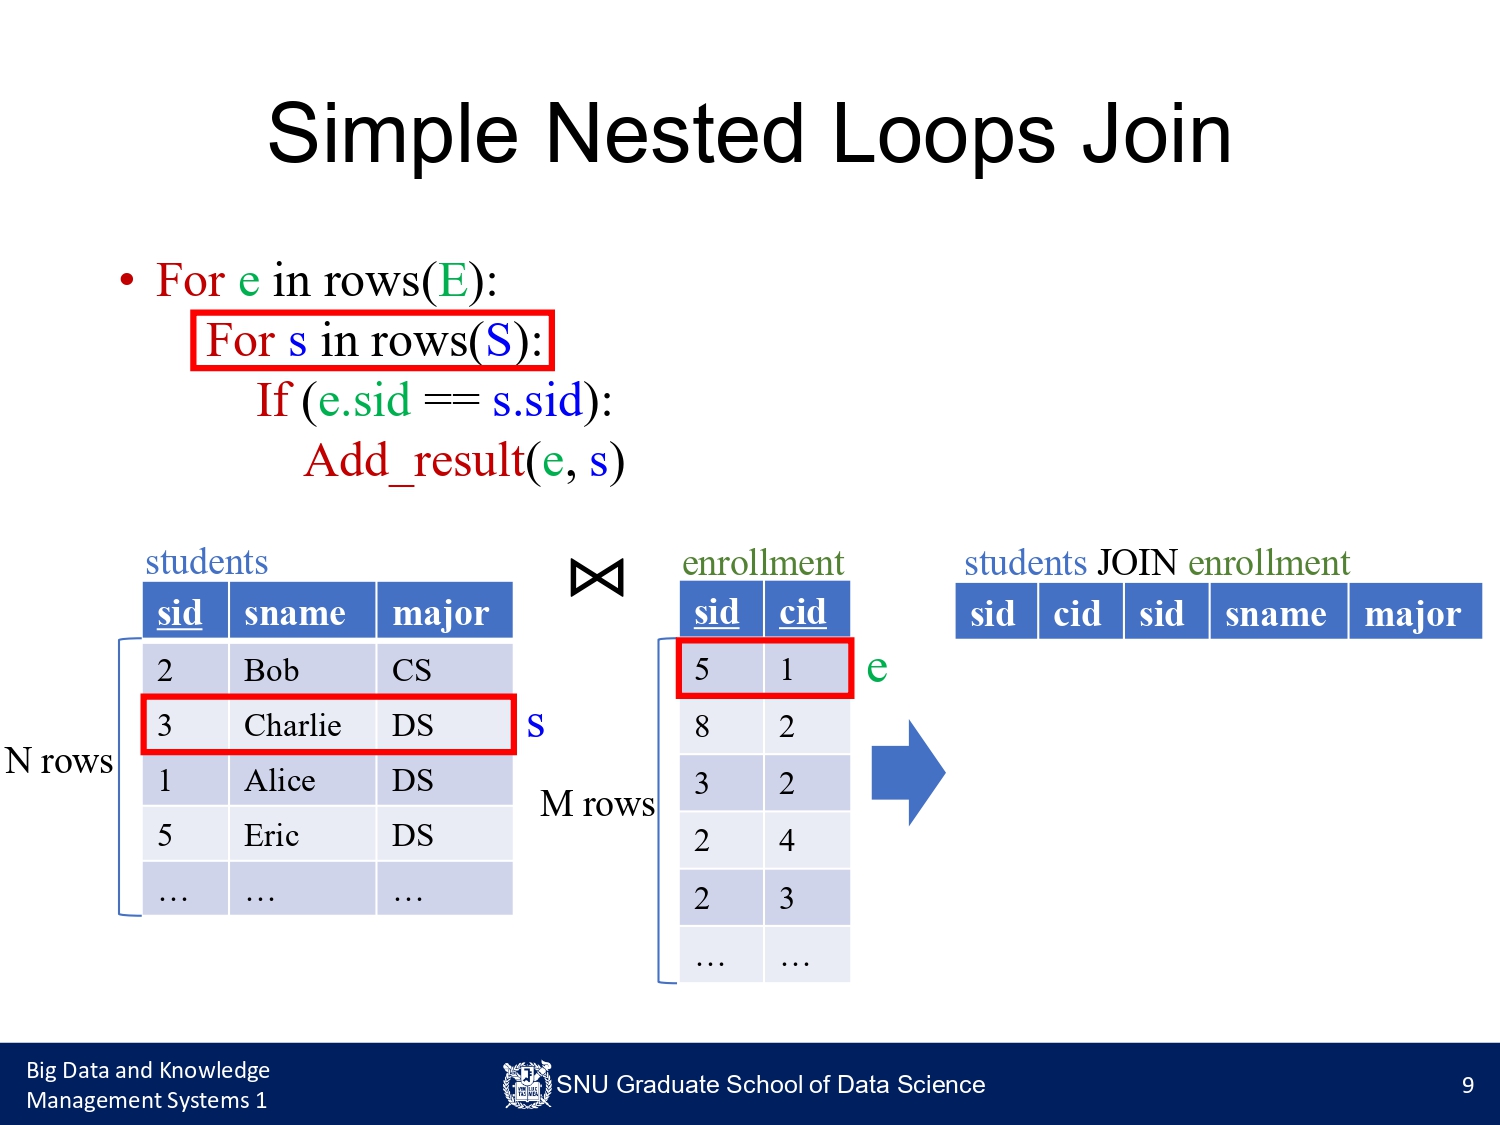 Simple Nested Loops Join
• For e in rows(E):
For s in rows(S):
If (e.sid == s.sid):
Add_result(e, s)
students
sid sname major
2 Bob CS
3 Charlie DS
1 Alice DS
5 Eric DS
… … …
N rows
s
⋈
enrollment
sid cid
5 1
8 2
3 2
2 4
2 3
… …
M rows
e
students JOIN enrollment
sid cid sid sname major
Big Data and Knowledge
Management Systems 1
SNU Graduate School of Data Science
9